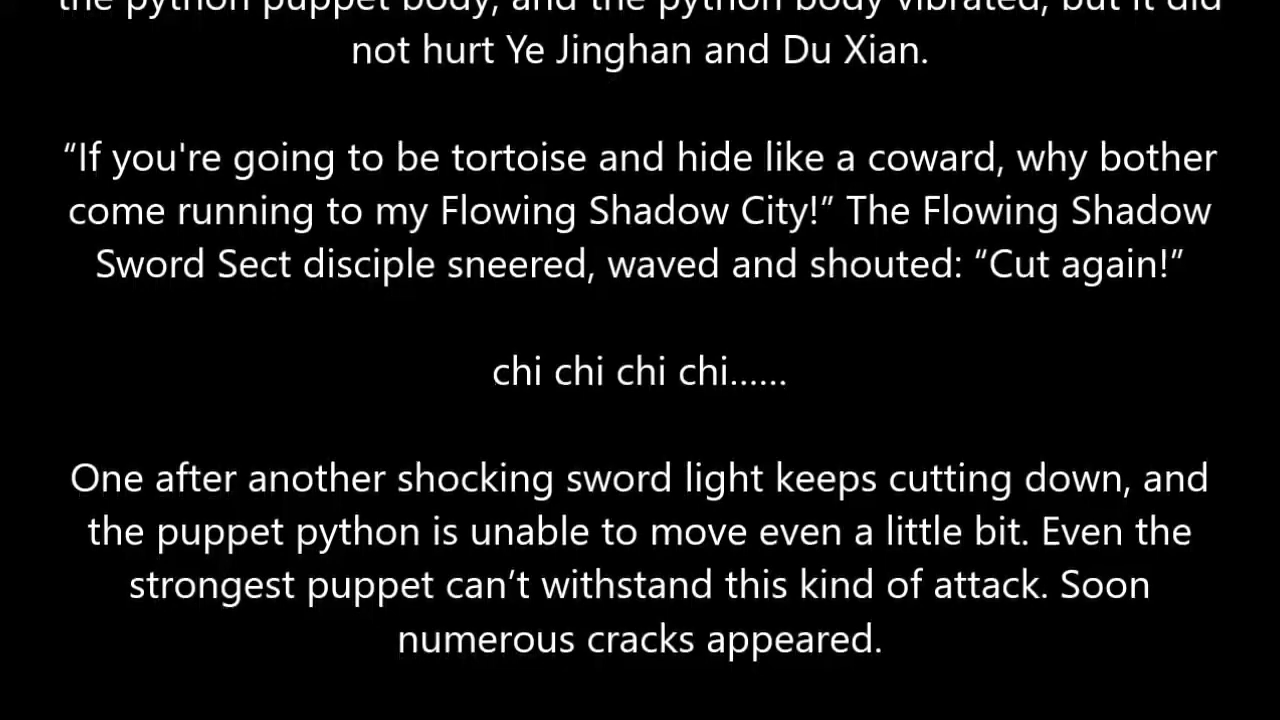 the python puppet body, and the python body vibrated, but it did
not hurt Ye Jinghan and Du Xian.
“If you're going to be tortoise and hide like a coward, why bother
come running to my Flowing Shadow City!” The Flowing Shadow
Sword Sect disciple sneered, waved and shouted: “Cut again!”
chi chi chi chi……
One after another shocking sword light keeps cutting down, and
the puppet python is unable to move even a little bit. Even the
strongest puppet can’t withstand this kind of attack. Soon
numerous cracks appeared.